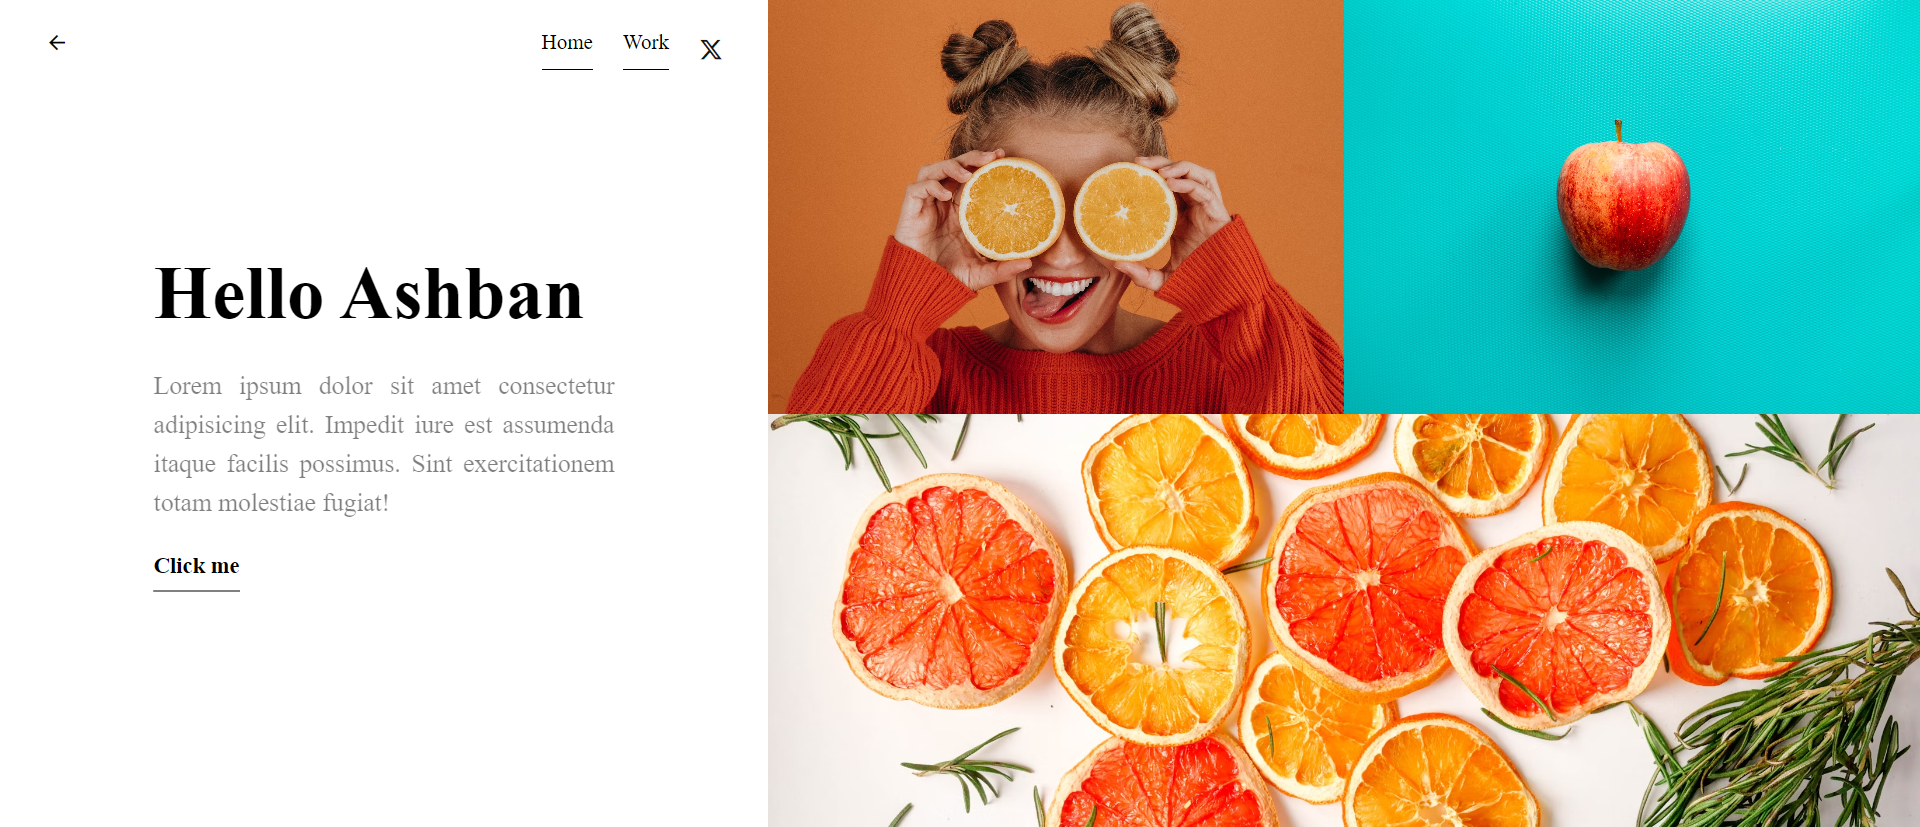 Home Work
Hello Ashban
Lorem ipsum dolor sit amet consectetur
adipisicing elit. Impedit iure est assumenda
itaque facilis possimus. Sint exercitationem
totam molestiae fugiat!
Click me